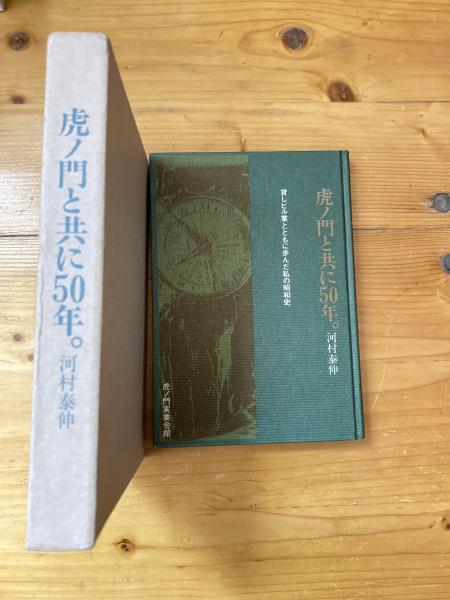 虎ノ門と共に50年。
河村泰伸
虎ノ門と共に50年。
河村泰伸
貸しビル業とともに歩んだ私の昭和史
虎ノ門実業会館